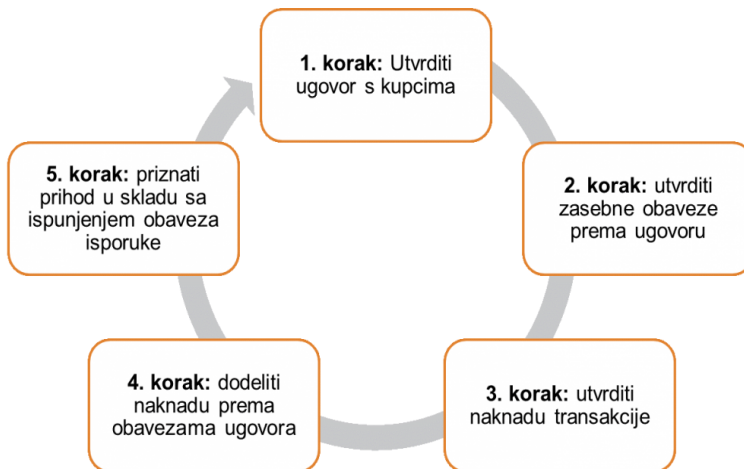 1. korak: Utvrditi
ugovor s kupcima
2. korak: utvrditi
zasebne obaveze
prema ugovoru
3. korak: utvrditi
naknadu transakcije
4. korak: dodeliti
naknadu prema
obavezama ugovora
5. korak: priznati
prihod u skladu sa
ispunjenjem obaveza
isporuke